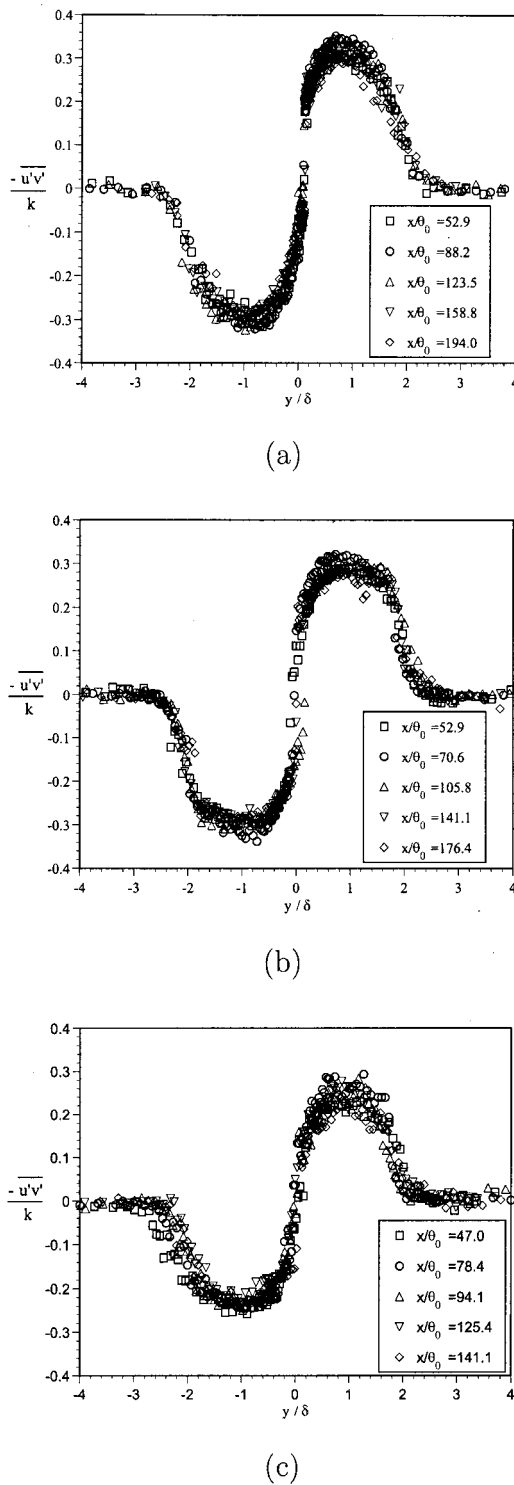 0.4
0.3
0.2
0.1
0
-0.1
-0.2
-0.3
-0.4
- u'v'
k
x/θ0 =52.9
x/θ0 =88.2
x/θ0 =123.5
x/θ0 =158.8
x/θ0 =194.0
-4 -3 -2 -1 0 1 2 3 4
y / δ
(a)
0.4
0.3
0.2
0.1
0
-0.1
-0.2
-0.3
-0.4
- u'v'
k
x/θ0 =52.9
x/θ0 =70.6
x/θ0 =105.8
x/θ0 =141.1
x/θ0 =176.4
-4 -3 -2 -1 0 1 2 3 4
y / δ
(b)
0.4
0.3
0.2
0.1
0
-0.1
-0.2
-0.3
-0.4
- u'v'
k
x/θ0 =47.0
x/θ0 =78.4
x/θ0 =94.1
x/θ0 =125.4
x/θ0 =141.1
-4 -3 -2 -1 0 1 2 3 4
y / δ
(c)